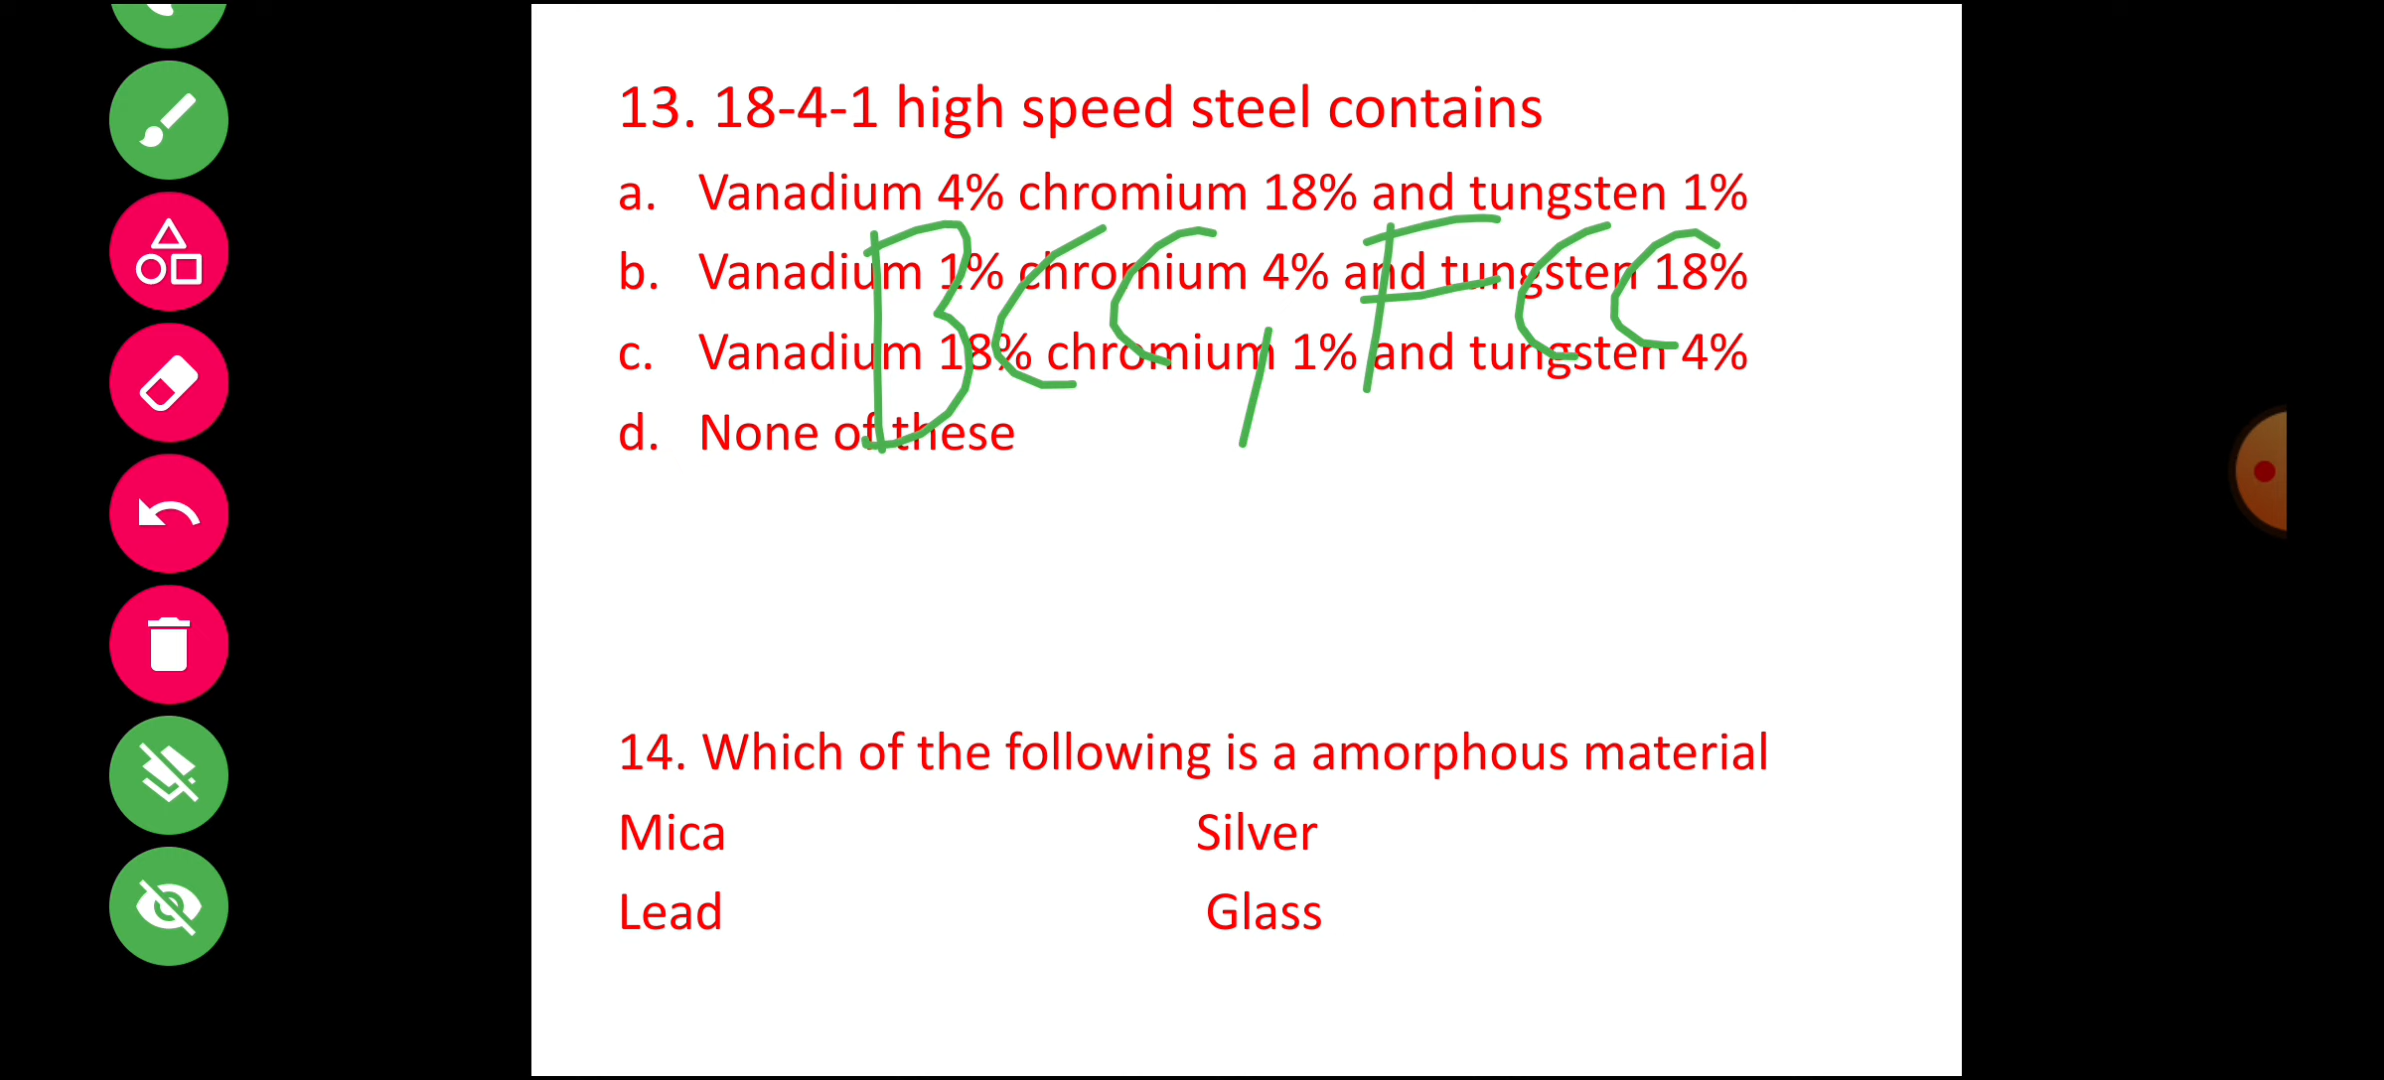 13. 18-4-1 high speed steel contains
a. Vanadium 4% chromium 18% and tungsten 1%
b. Vanadium 1% chromium 4% and tungsten 18%
c. Vanadium 18% chromium 1% and tungsten 4%
d. None of these
BCC, FCC
14. Which of the following is a amorphous material
Mica Silver
Lead Glass